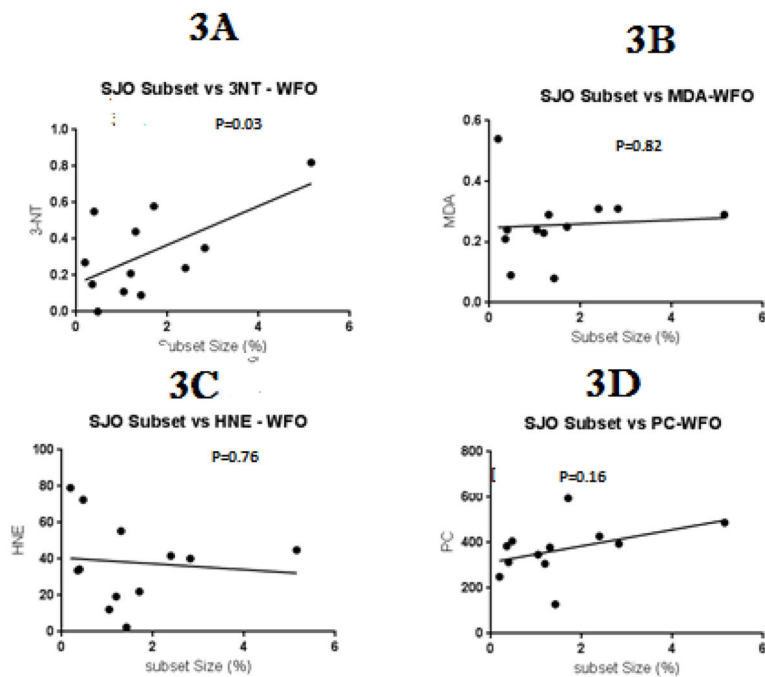 3A
SJO Subset vs 3NT - WFO
P=0.03
1.0
0.8
0.6
0.4
0.2
0.0
3-NT
0
2
4
6
Subset Size (%)
3B
SJO Subset vs MDA-WFO
P=0.82
0.6
0.4
0.2
0.0
MDA
0
2
4
6
Subset Size (%)
3C
SJO Subset vs HNE - WFO
P=0.76
100
80
60
40
20
0
HNE
0
2
4
6
subset Size (%)
3D
SJO Subset vs PC-WFO
P=0.16
800
600
400
200
0
PC
0
2
4
6
subset Size (%)